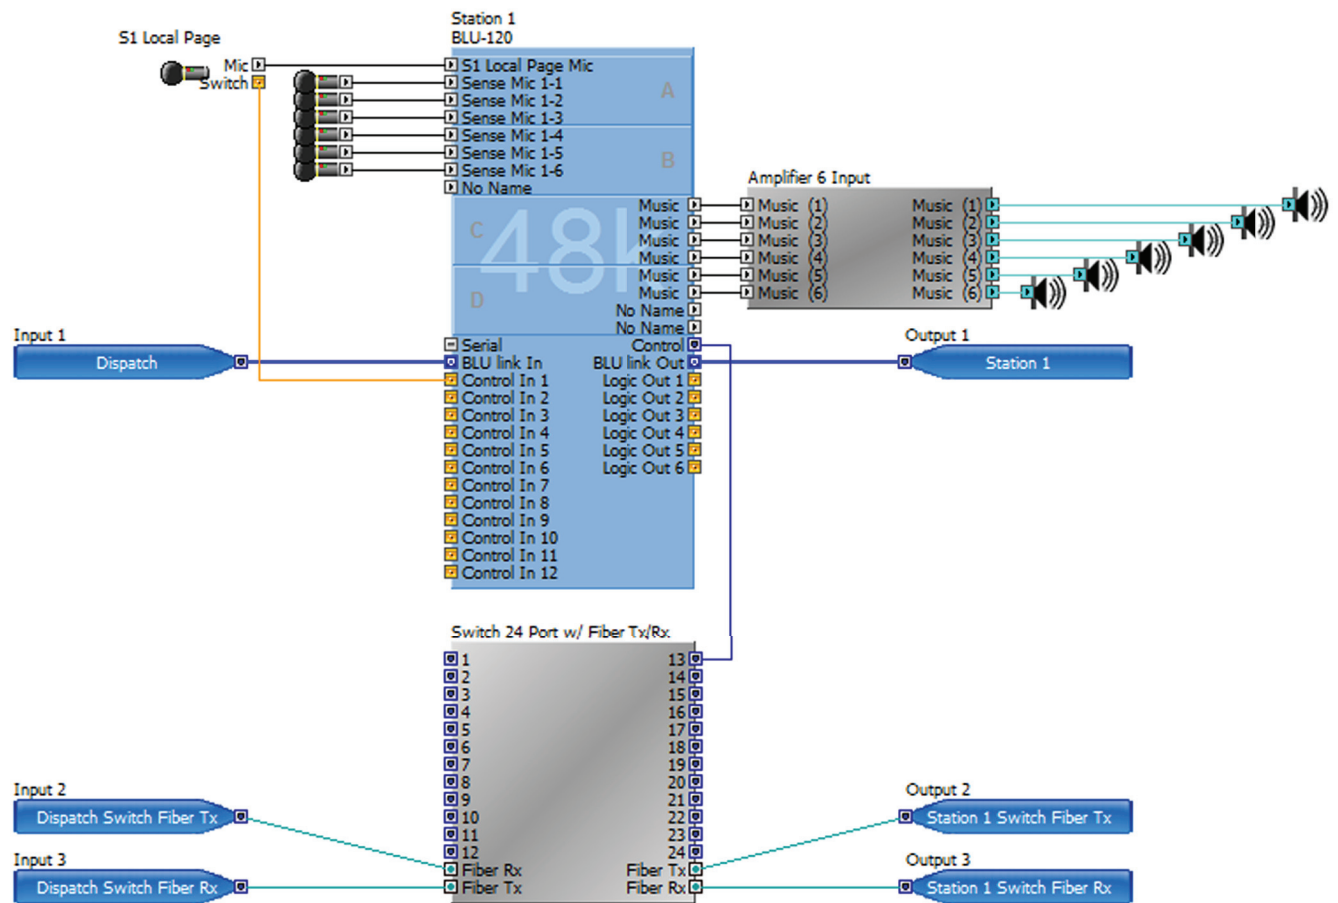 Station 1
BLU-120
S1 Local Page
Mic
Switch
S1 Local Page Mic
Sense Mic 1-1
Sense Mic 1-2
Sense Mic 1-3
Sense Mic 1-4
Sense Mic 1-5
Sense Mic 1-6
No Name
A
B
C
D
48k
Music
Music
Music
Music
Music
Music
No Name
No Name
Amplifier 6 Input
Music (1) Music (1)
Music (2) Music (2)
Music (3) Music (3)
Music (4) Music (4)
Music (5) Music (5)
Music (6) Music (6)
Input 1
Dispatch
Serial Control
BLU link In BLU link Out
Control In 1 Logic Out 1
Control In 2 Logic Out 2
Control In 3 Logic Out 3
Control In 4 Logic Out 4
Control In 5 Logic Out 5
Control In 6 Logic Out 6
Control In 7
Control In 8
Control In 9
Control In 10
Control In 11
Control In 12
Output 1
Station 1
Switch 24 Port w/ Fiber Tx/Rx
1 13
2 14
3 15
4 16
5 17
6 18
7 19
8 20
9 21
10 22
11 23
12 24
Fiber Rx Fiber Tx
Fiber Tx Fiber Rx
Input 2
Dispatch Switch Fiber Tx
Input 3
Dispatch Switch Fiber Rx
Output 2
Station 1 Switch Fiber Tx
Output 3
Station 1 Switch Fiber Rx